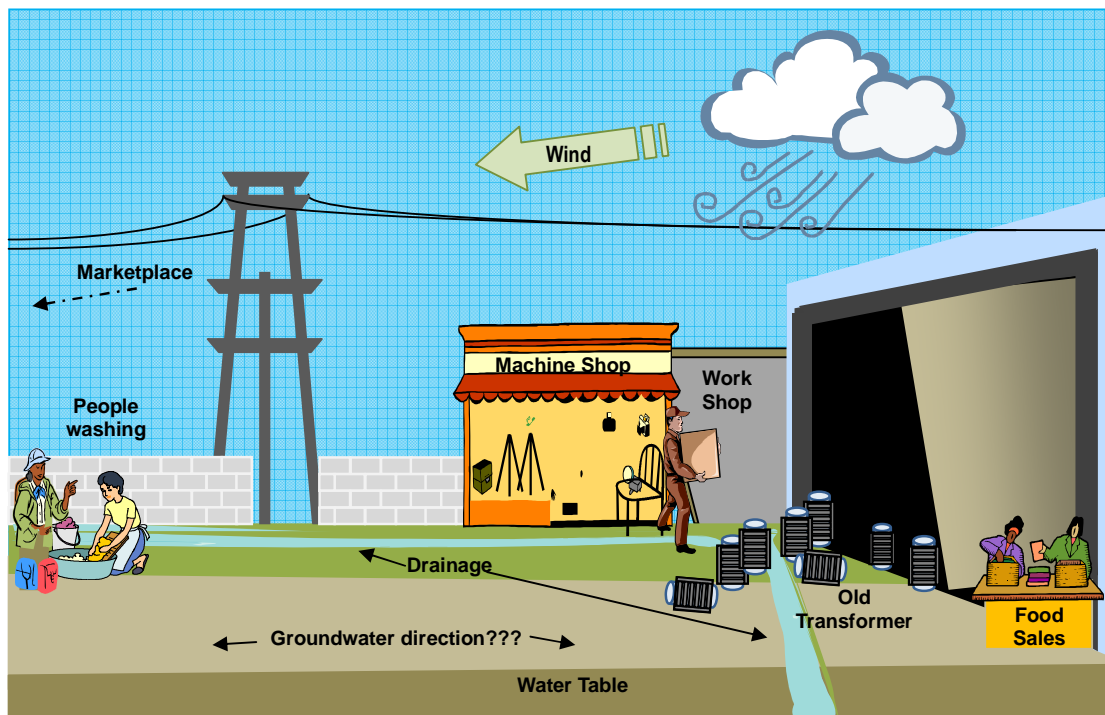 Wind
Marketplace
Machine Shop
Work
Shop
People
washing
Drainage
Old
Transformer
Food
Sales
Groundwater direction???
Water Table